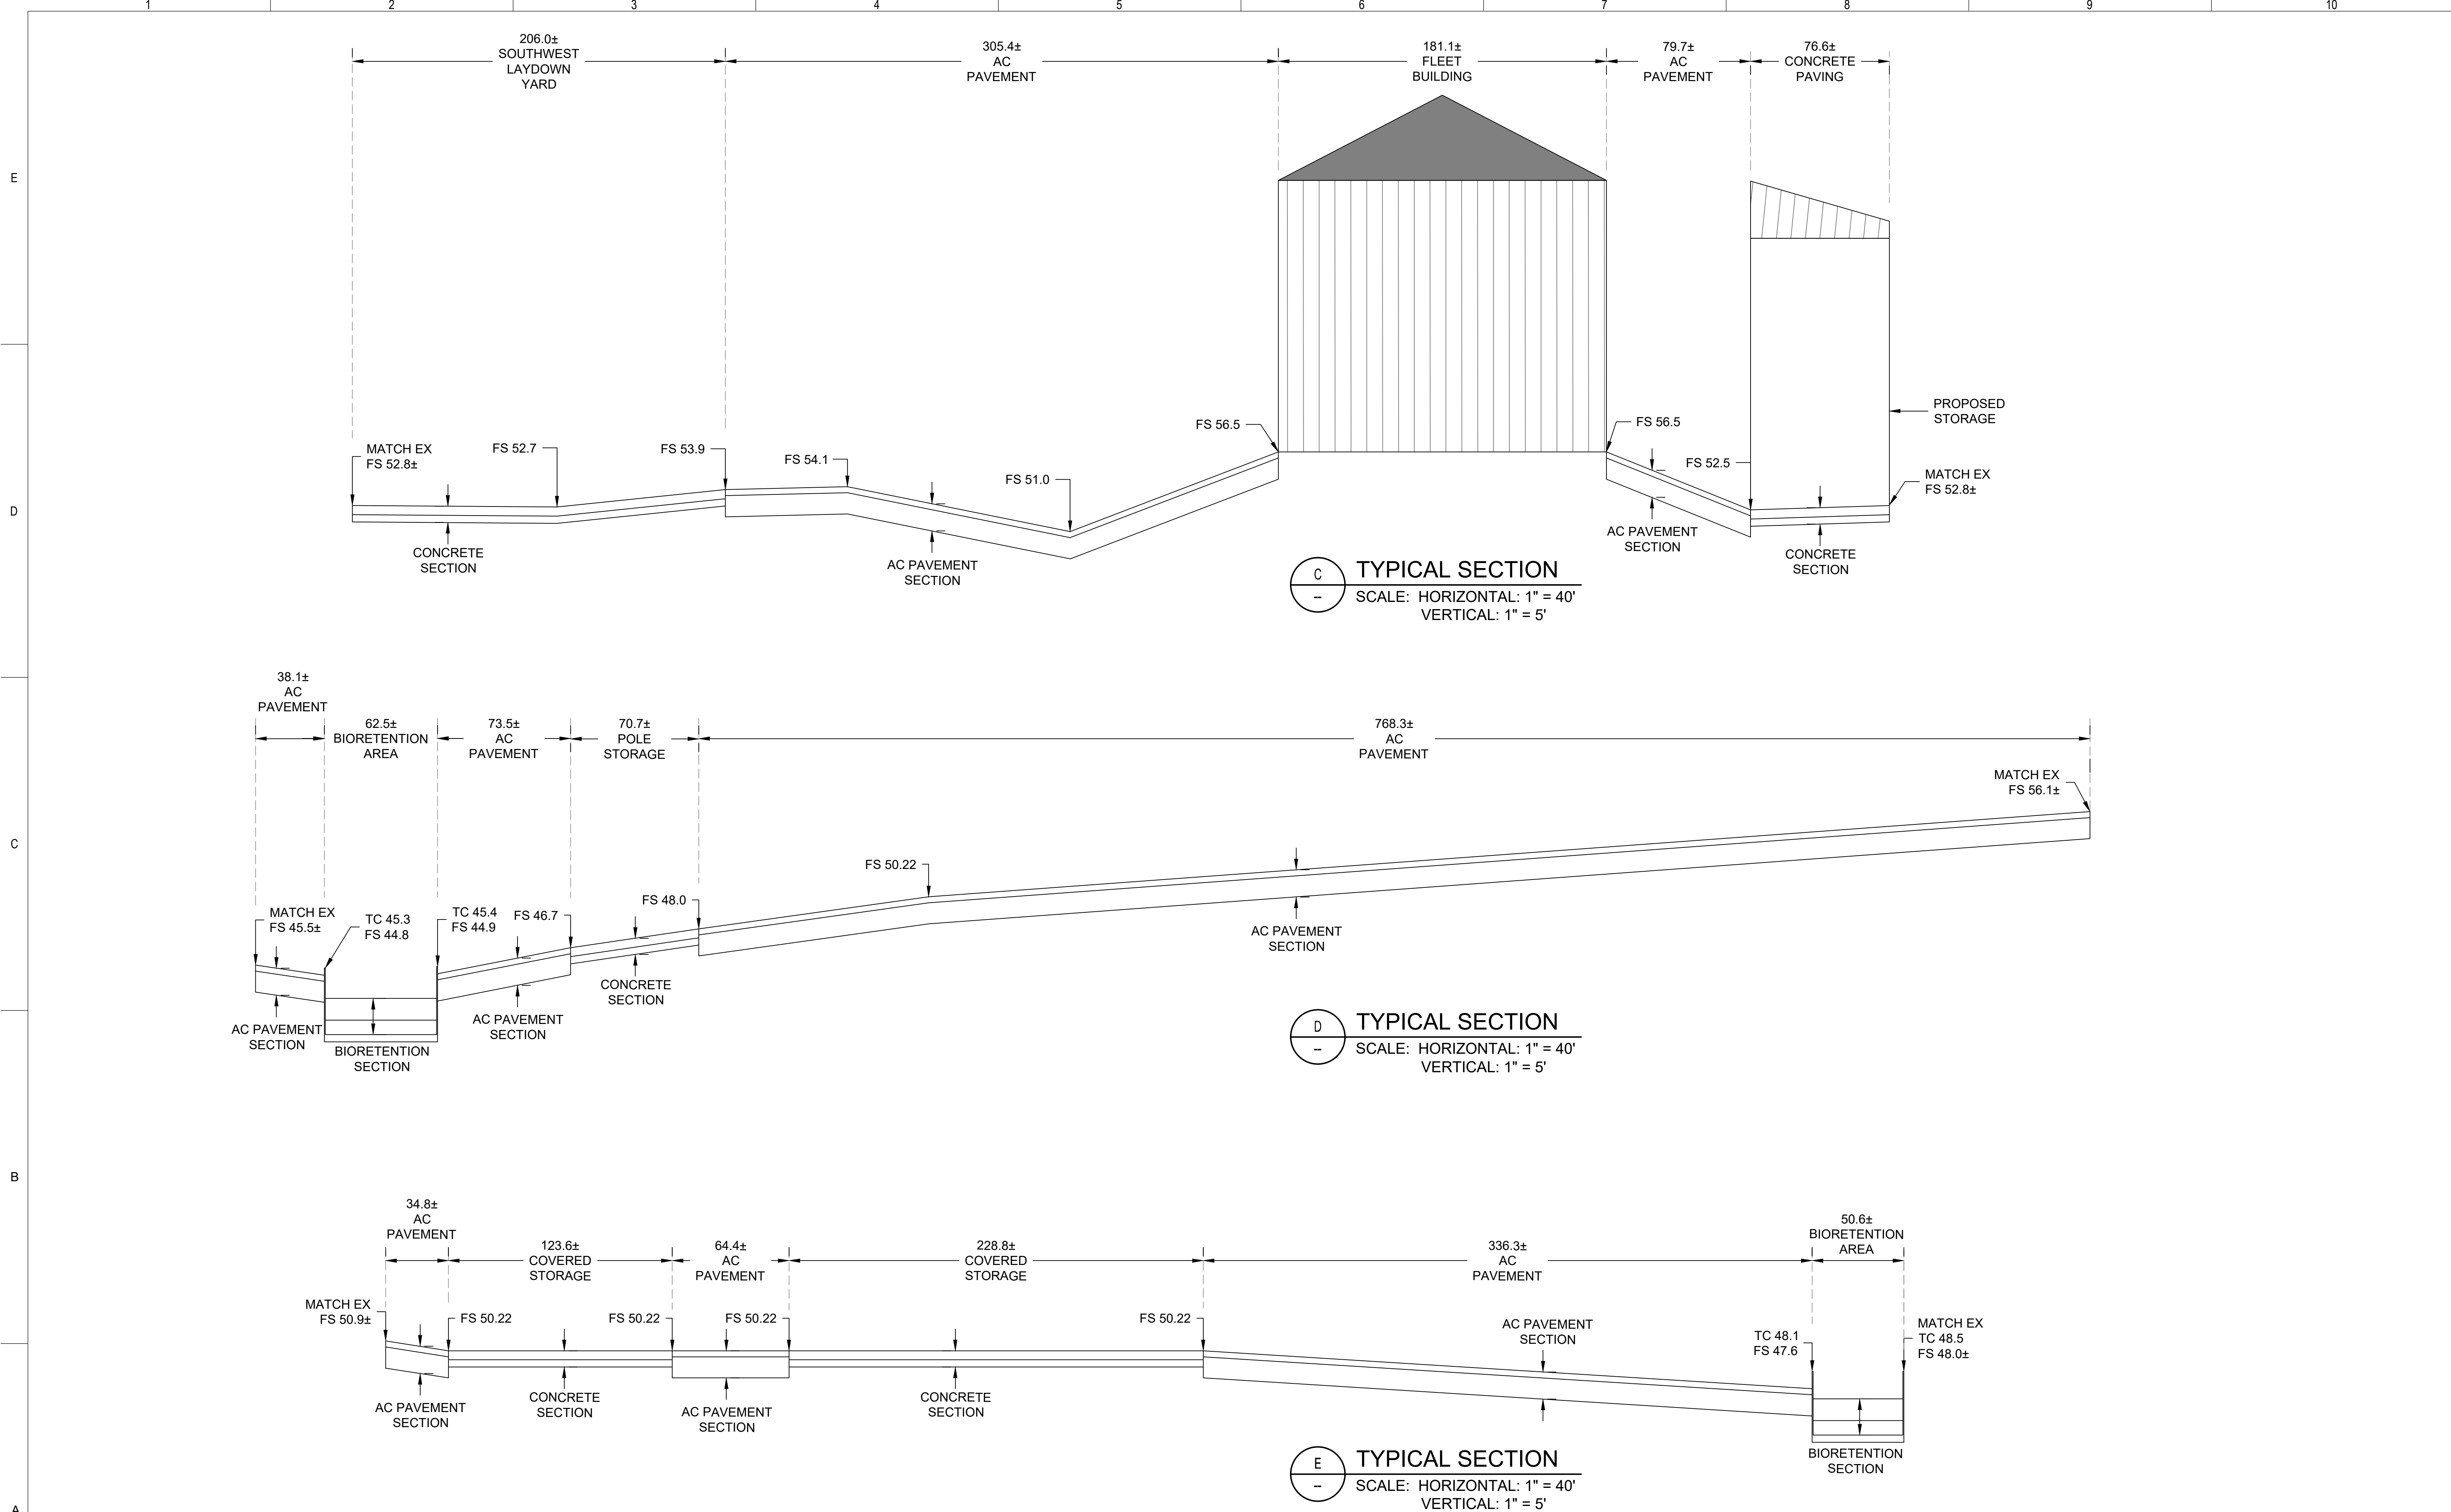 1 2 3 4 5 6 7 8 9 10
E
D
C
B
A
206.0±
SOUTHWEST
LAYDOWN
YARD
305.4±
AC
PAVEMENT
181.1±
FLEET
BUILDING
79.7±
AC
PAVEMENT
76.6±
CONCRETE
PAVING
MATCH EX
FS 52.8±
FS 52.7
FS 53.9
FS 54.1
FS 51.0
FS 56.5
FS 56.5
FS 52.5
PROPOSED
STORAGE
MATCH EX
FS 52.8±
CONCRETE
SECTION
AC PAVEMENT
SECTION
AC PAVEMENT
SECTION
CONCRETE
SECTION
C
--
TYPICAL SECTION
SCALE: HORIZONTAL: 1" = 40'
VERTICAL: 1" = 5'
38.1±
AC
PAVEMENT
62.5±
BIORETENTION
AREA
73.5±
AC
PAVEMENT
70.7±
POLE
STORAGE
768.3±
AC
PAVEMENT
MATCH EX
FS 45.5±
TC 45.3
FS 44.8
TC 45.4
FS 44.9
FS 46.7
FS 48.0
FS 50.22
MATCH EX
FS 56.1±
AC PAVEMENT
SECTION
BIORETENTION
SECTION
AC PAVEMENT
SECTION
CONCRETE
SECTION
AC PAVEMENT
SECTION
D
--
TYPICAL SECTION
SCALE: HORIZONTAL: 1" = 40'
VERTICAL: 1" = 5'
34.8±
AC
PAVEMENT
123.6±
COVERED
STORAGE
64.4±
AC
PAVEMENT
228.8±
COVERED
STORAGE
336.3±
AC
PAVEMENT
50.6±
BIORETENTION
AREA
MATCH EX
FS 50.9±
FS 50.22
FS 50.22
FS 50.22
FS 50.22
AC PAVEMENT
SECTION
TC 48.1
FS 47.6
MATCH EX
TC 48.5
FS 48.0±
AC PAVEMENT
SECTION
CONCRETE
SECTION
AC PAVEMENT
SECTION
CONCRETE
SECTION
BIORETENTION
SECTION
E
--
TYPICAL SECTION
SCALE: HORIZONTAL: 1" = 40'
VERTICAL: 1" = 5'